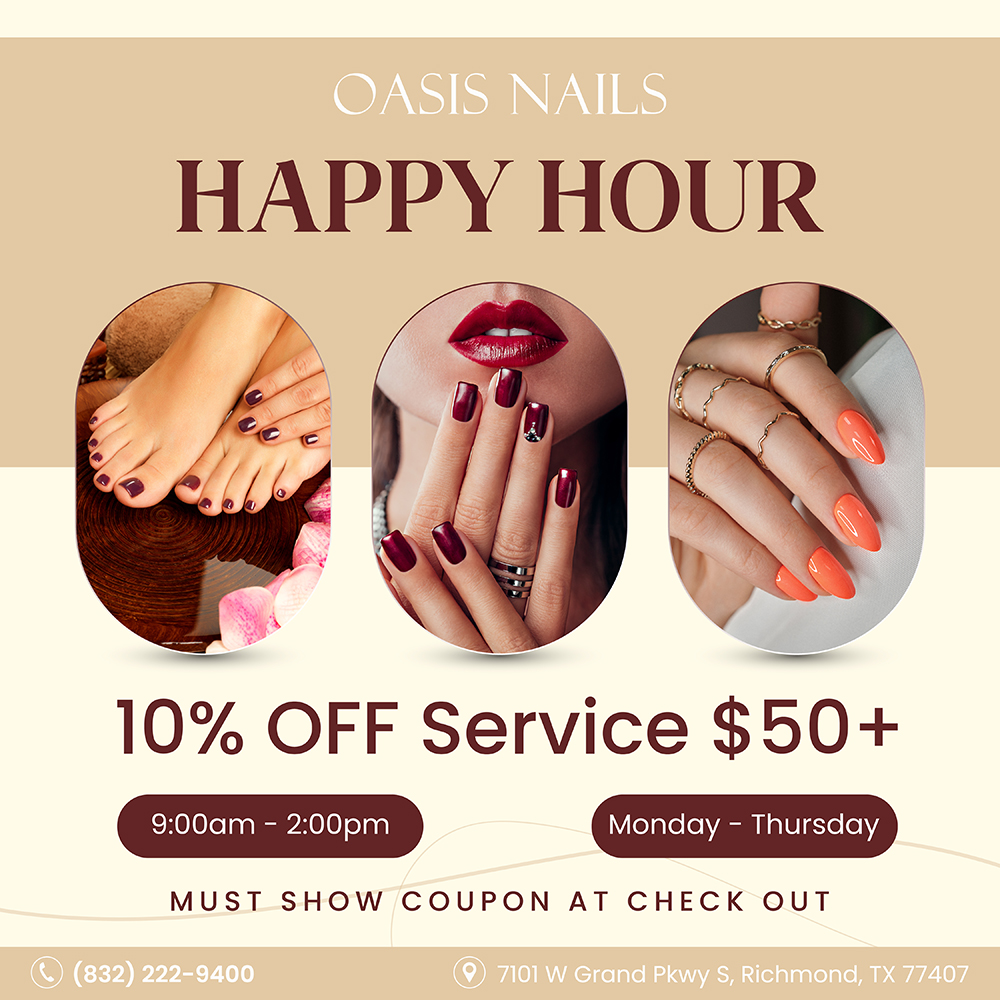 OASIS NAILS
HAPPY HOUR
10% OFF Service $50+
9:00am - 2:00pm
Monday - Thursday
MUST SHOW COUPON AT CHECK OUT
(832) 222-9400
7101 W Grand Pkwy S, Richmond, TX 77407